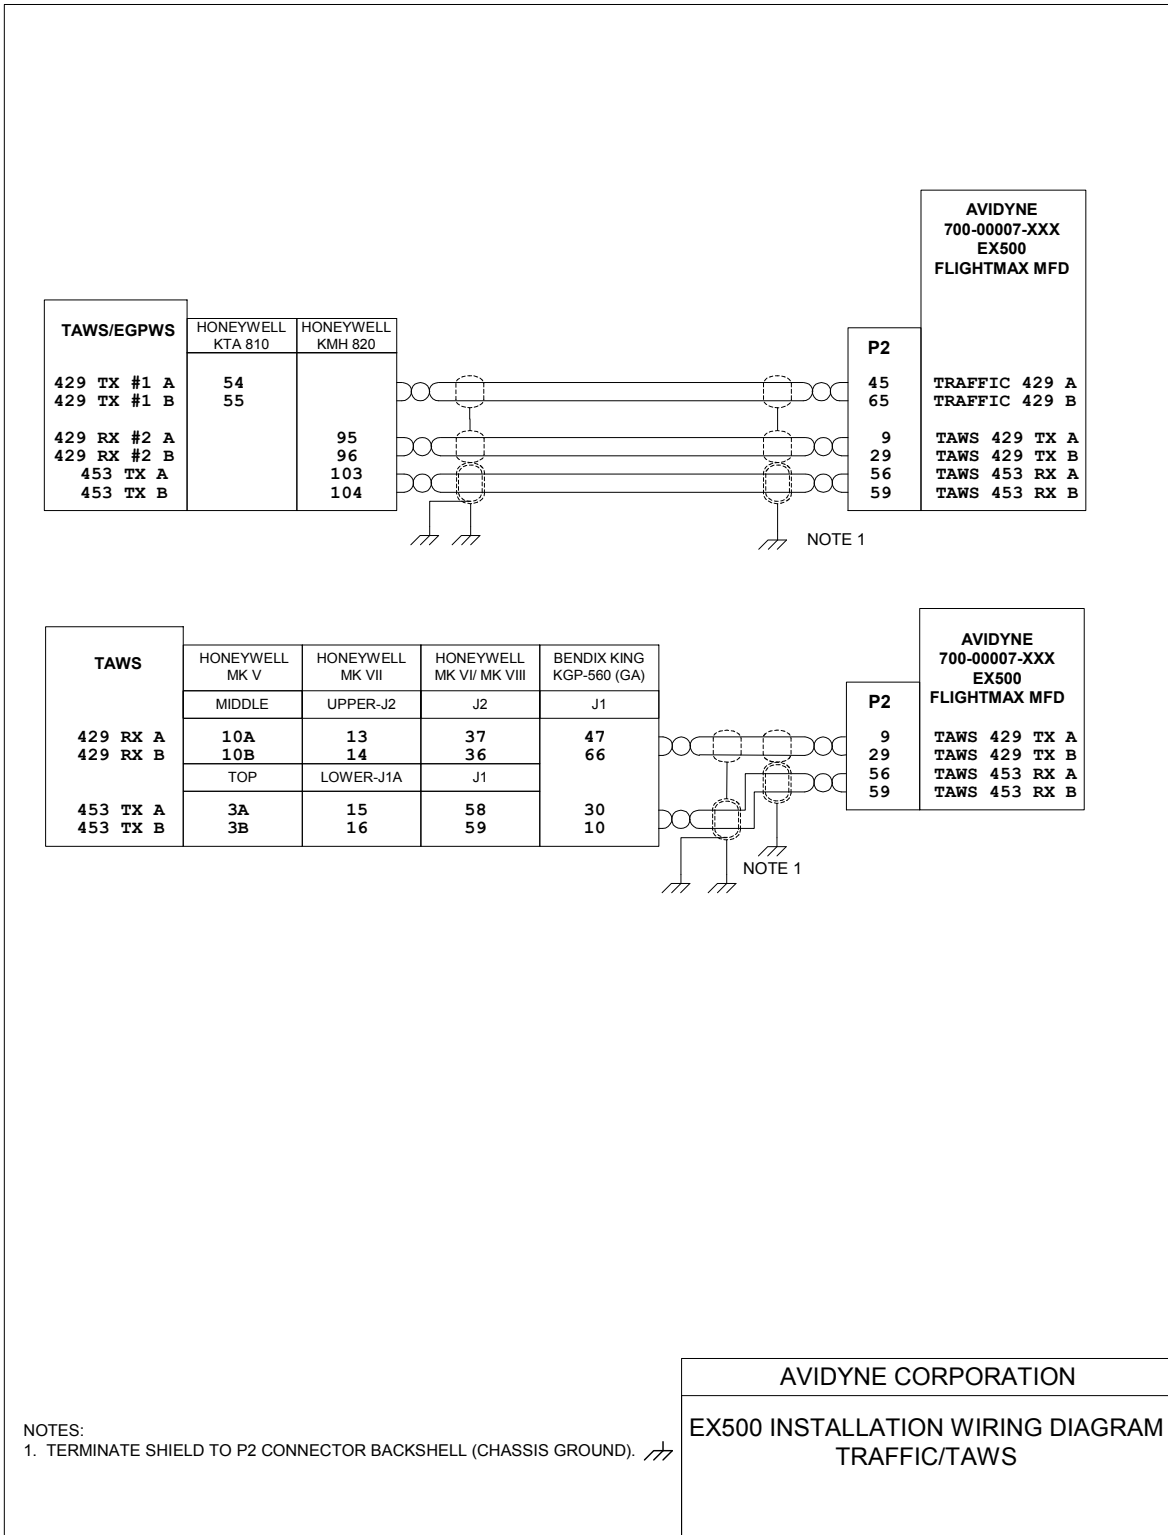 AVIDYNE
700-00007-XXX
EX500
FLIGHTMAX MFD
TAWS/EGPWS HONEYWELL KTA 810 HONEYWELL KMH 820
P2
429 TX #1 A 54 45 TRAFFIC 429 A
429 TX #1 B 55 65 TRAFFIC 429 B
429 RX #2 A 95 9 TAWS 429 TX A
429 RX #2 B 96 29 TAWS 429 TX B
453 TX A 103 56 TAWS 453 RX A
453 TX B 104 59 TAWS 453 RX B
NOTE 1
AVIDYNE
700-00007-XXX
EX500
FLIGHTMAX MFD
TAWS HONEYWELL MK V HONEYWELL MK VII HONEYWELL MK VI/ MK VIII BENDIX KING KGP-560 (GA)
MIDDLE UPPER-J2 J2 J1 P2
429 RX A 10A 13 37 47 9 TAWS 429 TX A
429 RX B 10B 14 36 66 29 TAWS 429 TX B
TOP LOWER-J1A J1 56 TAWS 453 RX A
59 TAWS 453 RX B
453 TX A 3A 15 58 30
453 TX B 3B 16 59 10
NOTE 1
AVIDYNE CORPORATION
EX500 INSTALLATION WIRING DIAGRAM
TRAFFIC/TAWS
NOTES:
1. TERMINATE SHIELD TO P2 CONNECTOR BACKSHELL (CHASSIS GROUND).